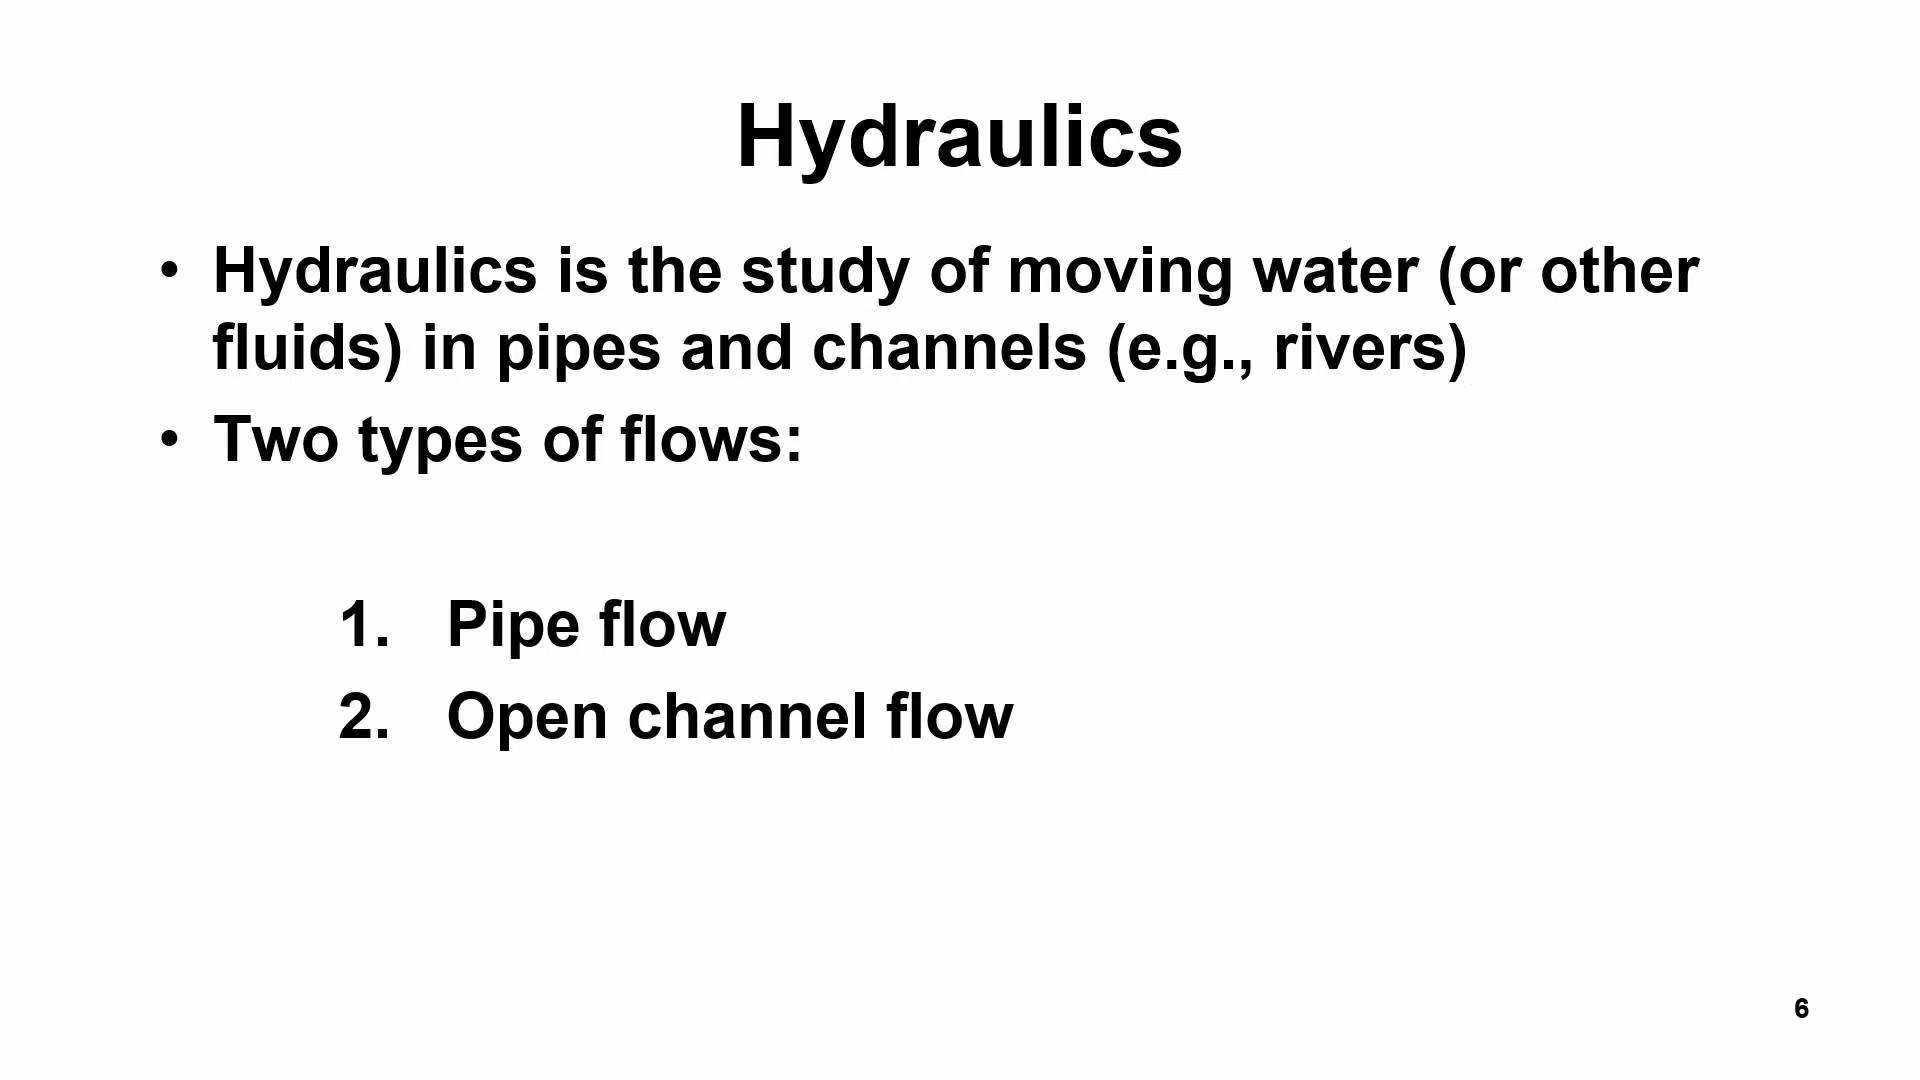 Hydraulics
• Hydraulics is the study of moving water (or other
fluids) in pipes and channels (e.g., rivers)
• Two types of flows:
1. Pipe flow
2. Open channel flow
6